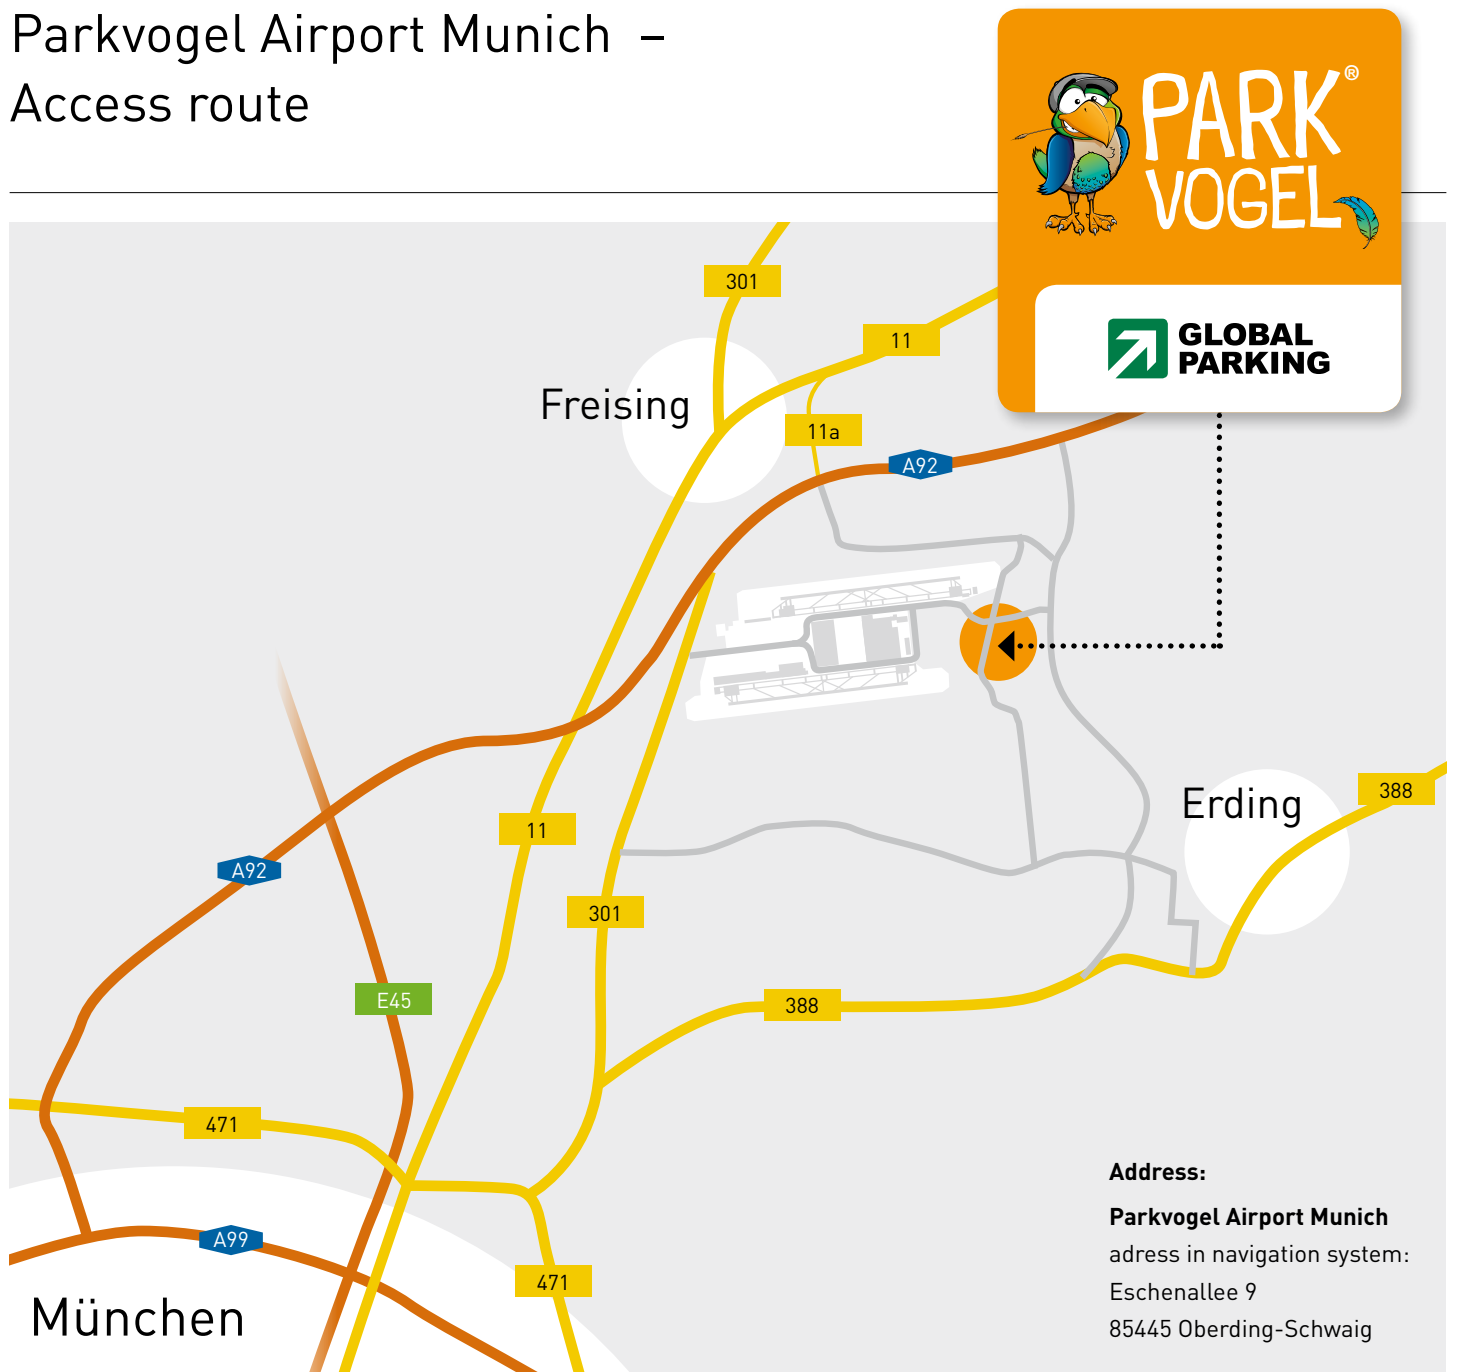 Parkvogel Airport Munich –
Access route
PARK®
VOGEL
GLOBAL
PARKING
301
11
Freising
11a
A92
Erding
388
11
A92
301
E45
388
471
A99
471
München
Address:
Parkvogel Airport Munich
adress in navigation system:
Eschenallee 9
85445 Oberding-Schwaig